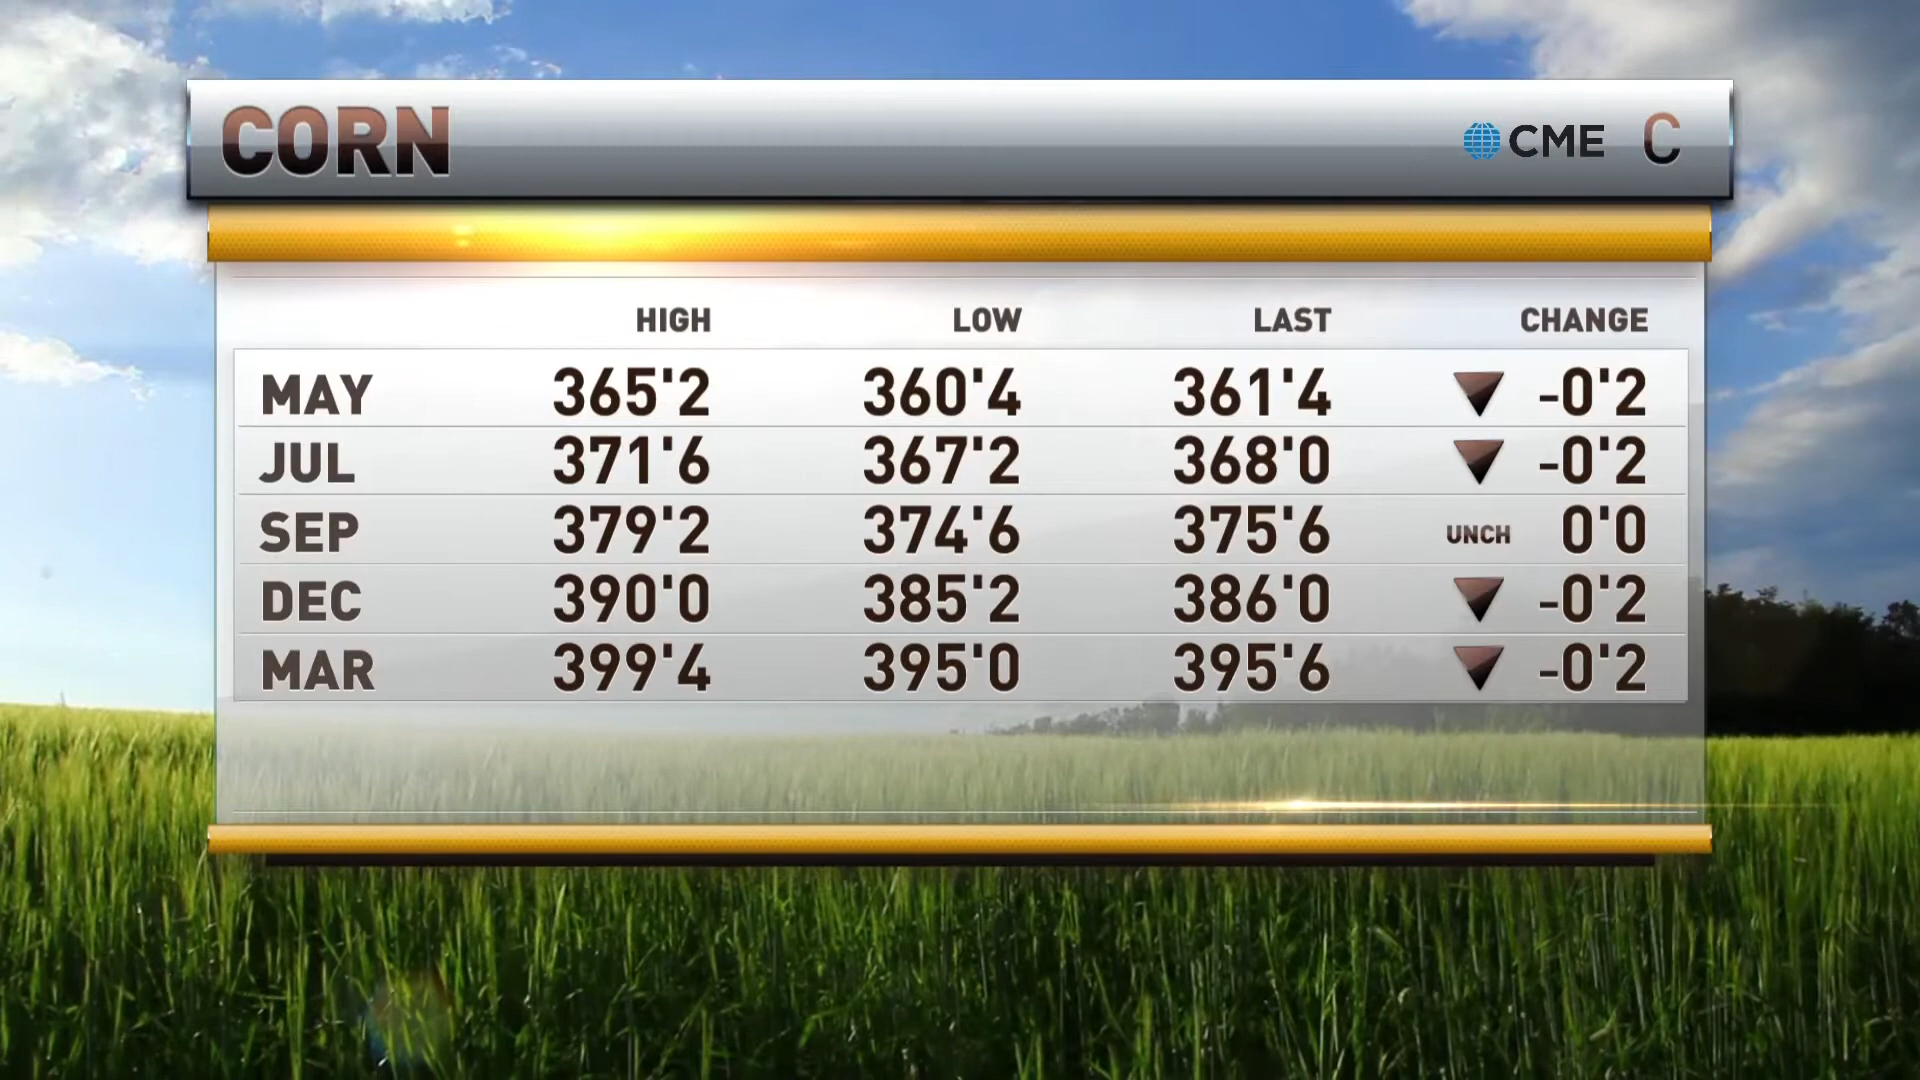 CORN CME C
HIGH LOW LAST CHANGE
MAY 365'2 360'4 361'4 -0'2
JUL 371'6 367'2 368'0 -0'2
SEP 379'2 374'6 375'6 UNCH 0'0
DEC 390'0 385'2 386'0 -0'2
MAR 399'4 395'0 395'6 -0'2